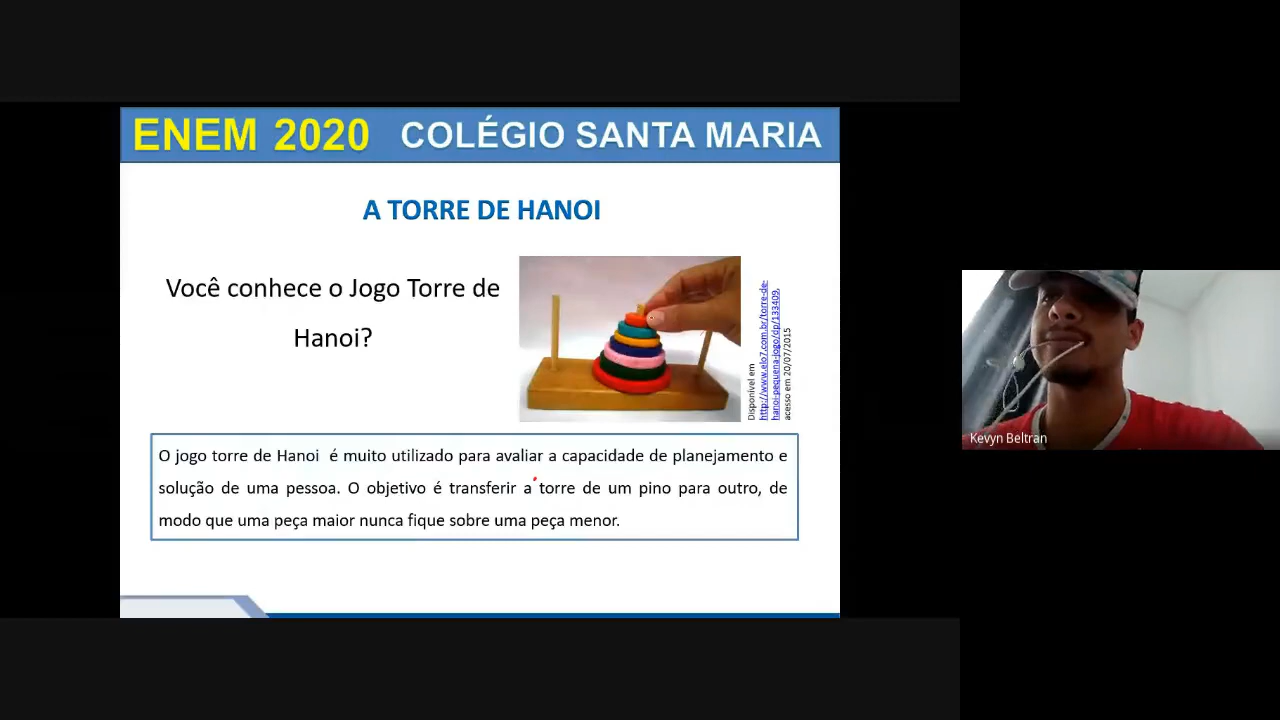 ENEM 2020 COLÉGIO SANTA MARIA
A TORRE DE HANOI
Você conhece o Jogo Torre de
Hanoi?
Disponível em
http://www.elo7.com.br/torre-de-
hanoi-pequena-jogo/dp/133409,
acesso em 20/07/2015
O jogo torre de Hanoi é muito utilizado para avaliar a capacidade de planejamento e
solução de uma pessoa. O objetivo é transferir a torre de um pino para outro, de
modo que uma peça maior nunca fique sobre uma peça menor.
Kevyn Beltran